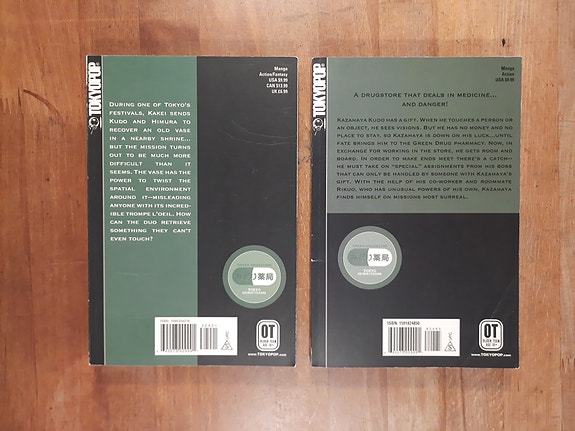 TOKYOPOP
Manga
Action/Fantasy
USA $9.99
CAN $13.99
UK £6.99
DURING ONE OF TOKYO'S
FESTIVALS, KAKEI SENDS
KUDO AND HIMURA TO
RECOVER AN OLD VASE
IN A NEARBY SHRINE...
BUT THE MISSION TURNS
OUT TO BE MUCH MORE
DIFFICULT THAN IT
SEEMS. THE VASE HAS THE
POWER TO TWIST THE
SPATIAL ENVIRONMENT
AROUND IT—MISLEADING
ANYONE WITH ITS INCRED-
IBLE TROMPE L'OEIL. HOW
CAN THE DUO RETRIEVE
SOMETHING THEY CAN'T
EVEN TOUCH?
薬局
OT
OLDER TEEN
AGE 16+
www.TOKYOPOP.com
TOKYOPOP
Manga
Action
USA $9.99
A DRUGSTORE THAT DEALS IN MEDICINE...
AND DANGER!
KAZAHAYA KUDO HAS A GIFT. WHEN HE TOUCHES A PERSON OR
AN OBJECT, HE SEES VISIONS. BUT HE HAS NO MONEY AND NO
PLACE TO STAY, SO KAZAHAYA IS DOWN ON HIS LUCK...UNTIL
FATE BRINGS HIM TO THE GREEN DRUG PHARMACY. NOW, IN
EXCHANGE FOR WORKING IN THE STORE, HE GETS ROOM AND
BOARD. IN ORDER TO MAKE ENDS MEET THERE'S A CATCH—
HE MUST TAKE ON "SPECIAL" ASSIGNMENTS FROM HIS BOSS
THAT CAN ONLY BE HANDLED BY SOMEONE WITH KAZAHAYA'S
GIFT. WITH THE HELP OF HIS CO-WORKER AND ROOMMATE
RIKUO, WHO HAS UNUSUAL POWERS OF HIS OWN, KAZAHAYA
FINDS HIMSELF ON MISSIONS MOST SURREAL.
薬局
ISBN: 1591824850
OT
OLDER TEEN
AGE 16+
www.TOKYOPOP.com